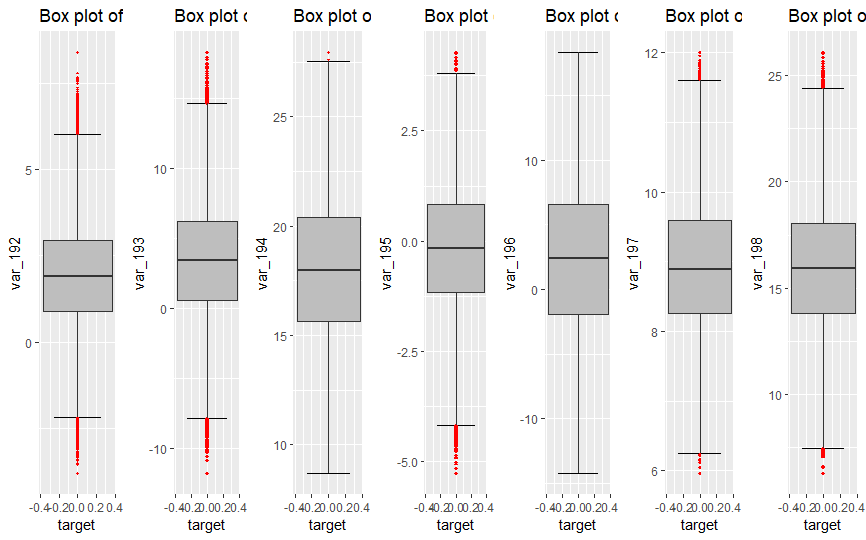 Box plot of
Box plot o
Box plot o
Box plot o
Box plot o
Box plot o
var_192
5
0
-0.4-0.20.0 0.2 0.4
target
var_193
10
0
-10
-0.4-0.20.00.20.4
target
var_194
25
20
15
10
-0.4-0.20.00.20.4
target
var_195
2.5
0.0
-2.5
-5.0
-0.4-0.20.00.20.4
target
var_196
10
0
-10
-0.4-0.20.00.20.4
target
var_197
12
10
8
6
-0.4-0.20.00.20.4
target
var_198
25
20
15
10
-0.4-0.20.00.20.4
target